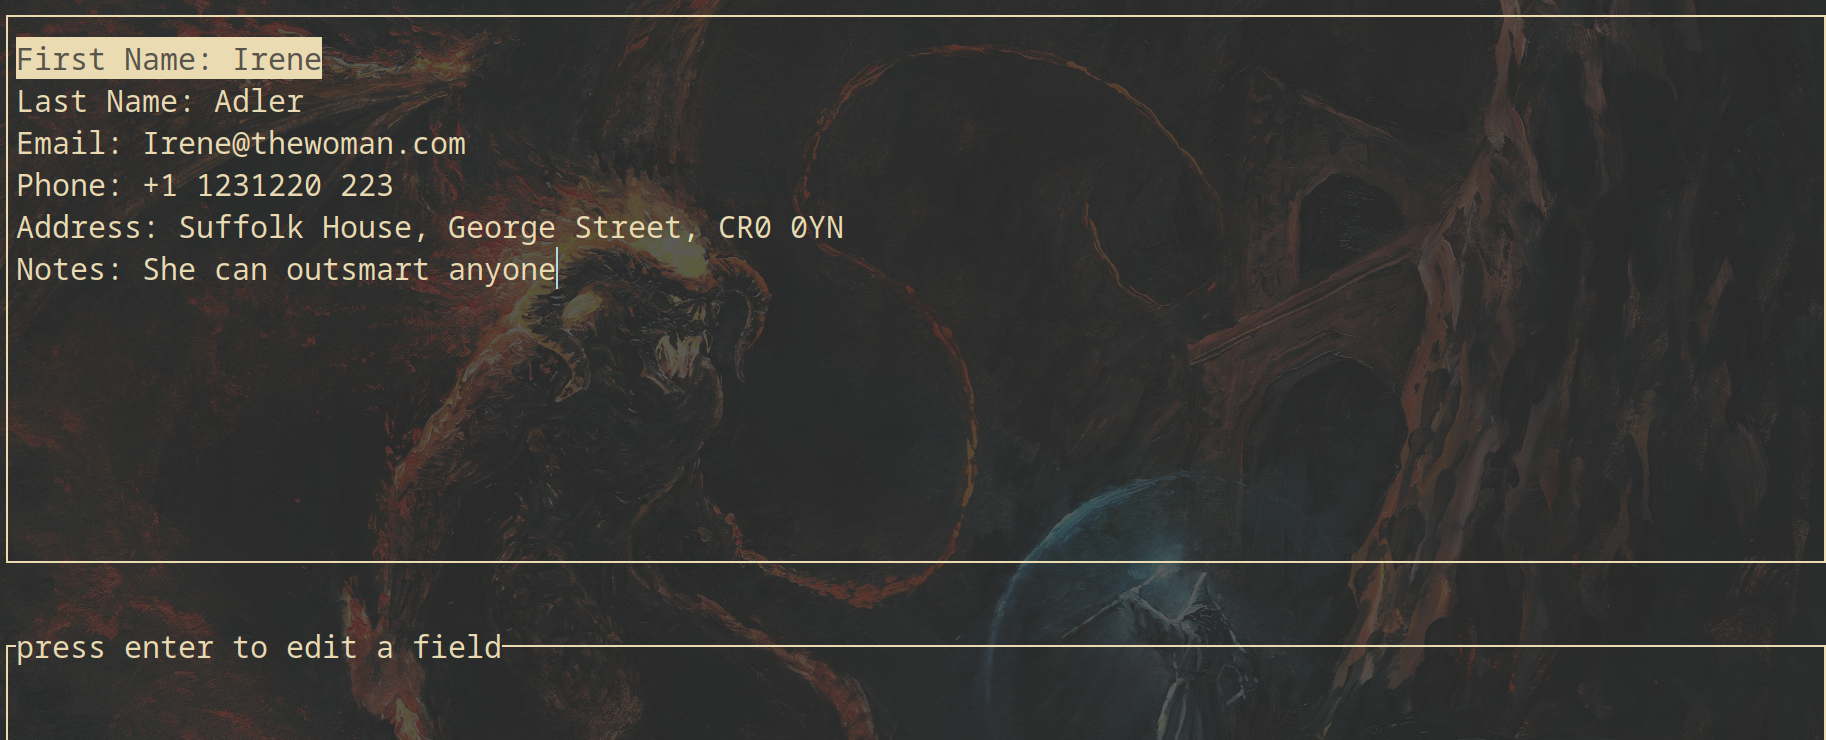 First Name: Irene
Last Name: Adler
Email: Irene@thewoman.com
Phone: +1 1231220 223
Address: Suffolk House, George Street, CR0 0YN
Notes: She can outsmart anyone
press enter to edit a field